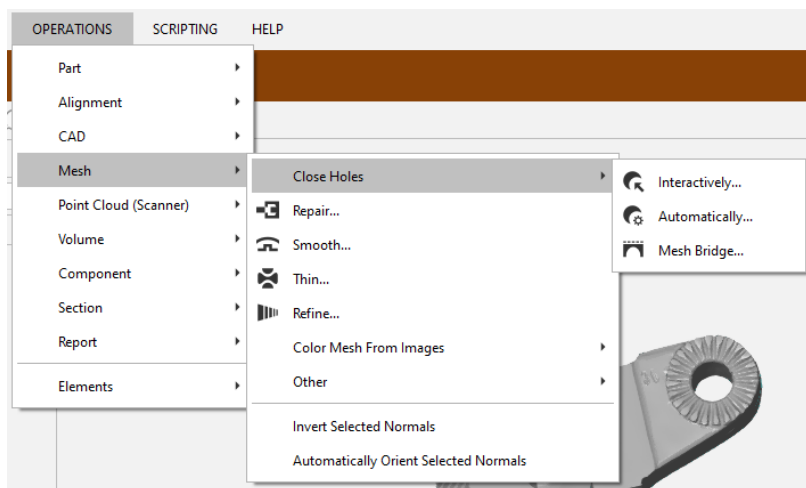 OPERATIONS SCRIPTING HELP
Part
Alignment
CAD
Mesh
Point Cloud (Scanner)
Volume
Component
Section
Report
Elements
Close Holes
Repair...
Smooth...
Thin...
Refine...
Color Mesh From Images
Other
Invert Selected Normals
Automatically Orient Selected Normals
Interactively...
Automatically...
Mesh Bridge...